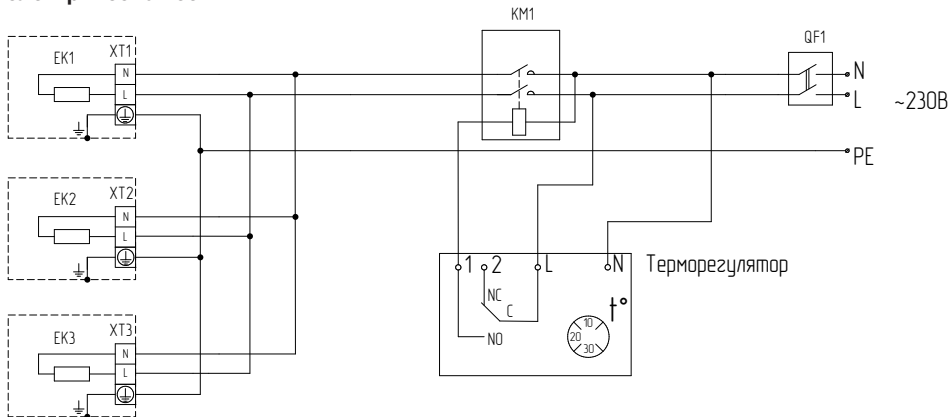 KM1
QF1
EK1
XT1
N
L
N
L
~230В
PE
EK2
XT2
N
L
1
2
L
N
Терморегулятор
NC
C
NO
t°
10
20
30
EK3
XT3
N
L